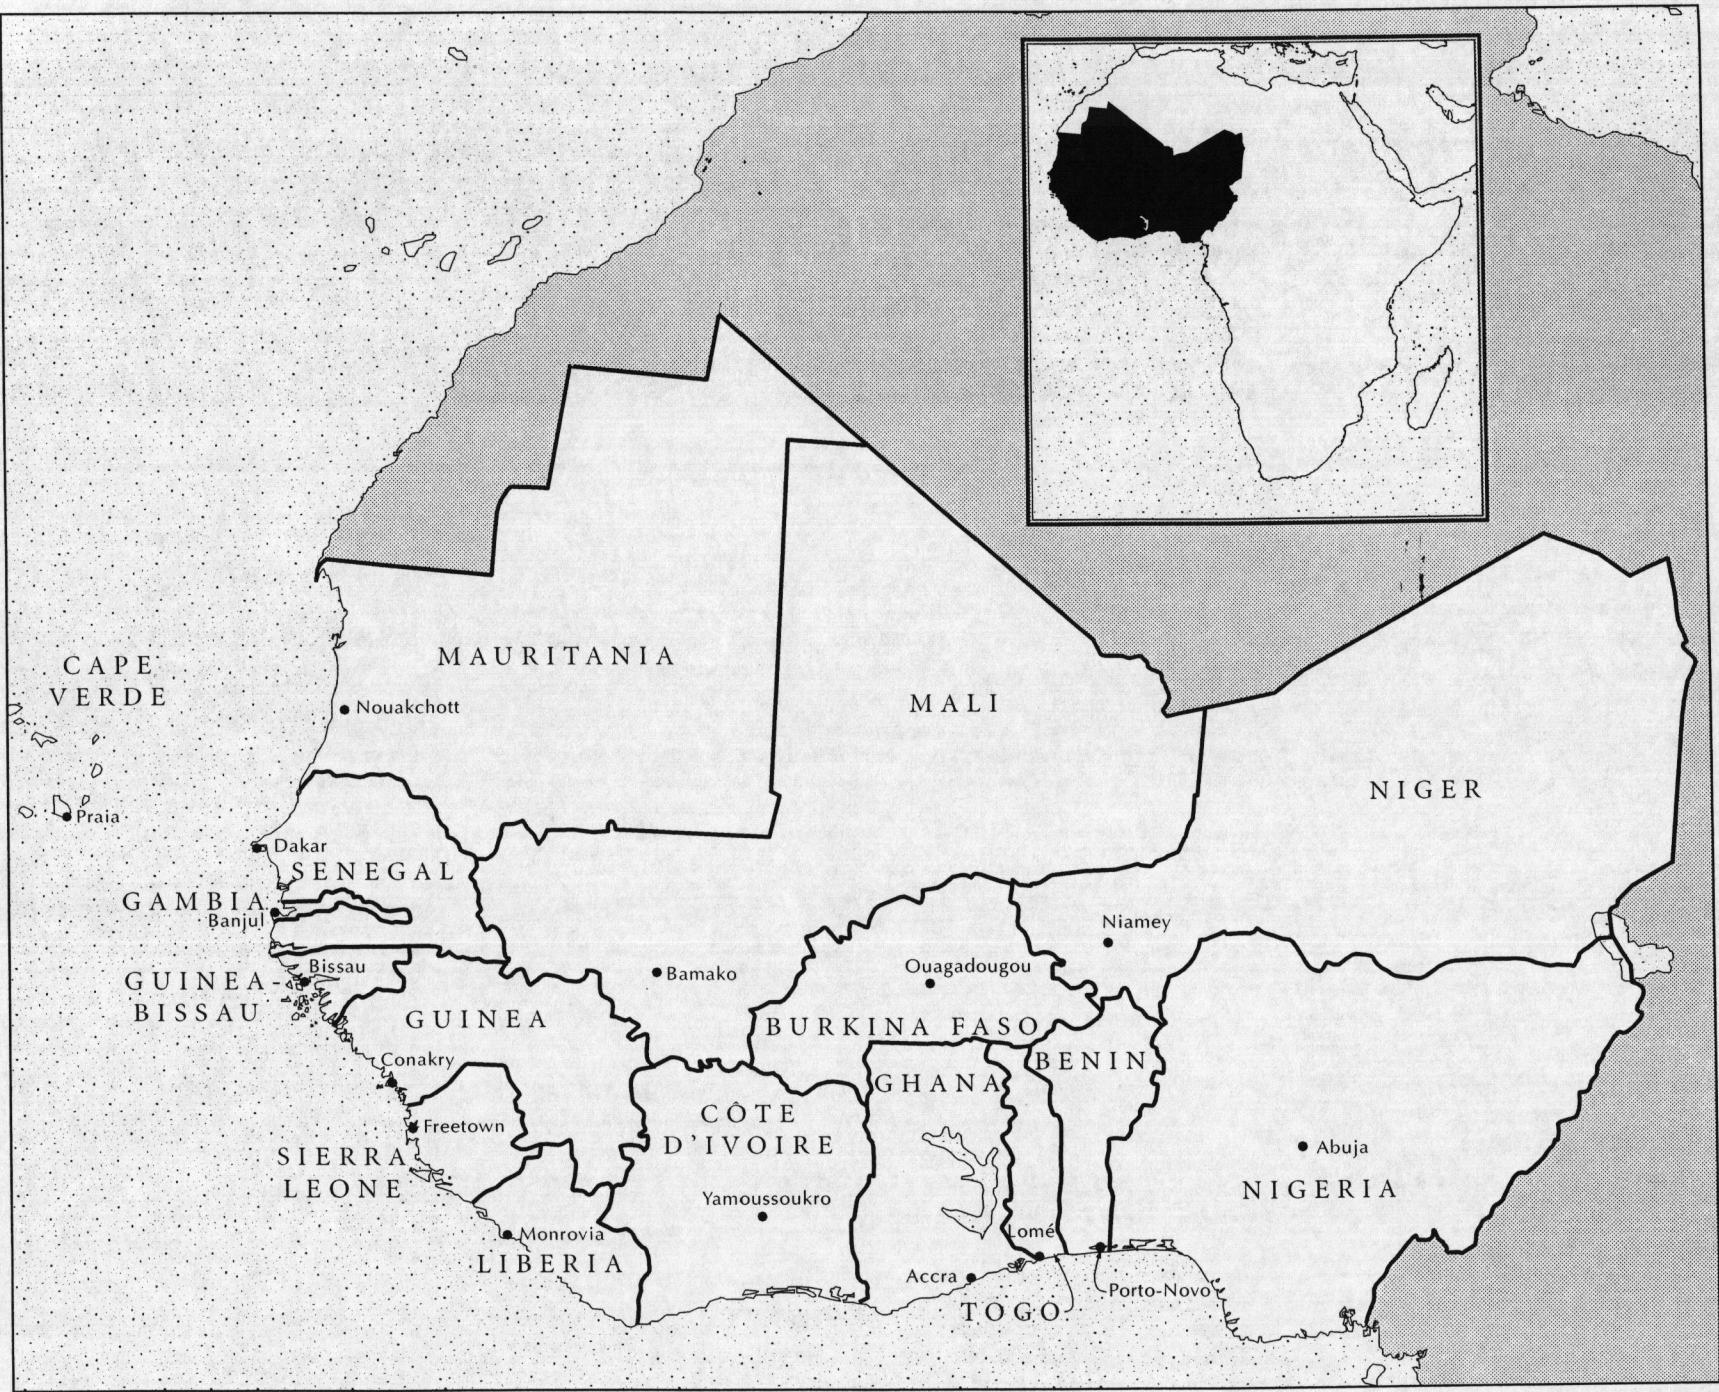 CAPE
VERDE
MAURITANIA
MALI
Nouakchott
NIGER
Praia
Dakar
SENEGAL
GAMBIA
Banjul
Niamey
Bissau
Bamako
Ouagadougou
GUINEA-
BISSAU
GUINEA
BURKINA FASO
Conakry
BENIN
GHANA
CÔTE
D'IVOIRE
Freetown
Abuja
SIERRA
LEONE
NIGERIA
Yamoussoukro
Monrovia
Lomé
LIBERIA
Accra
Porto-Novo
TOGO